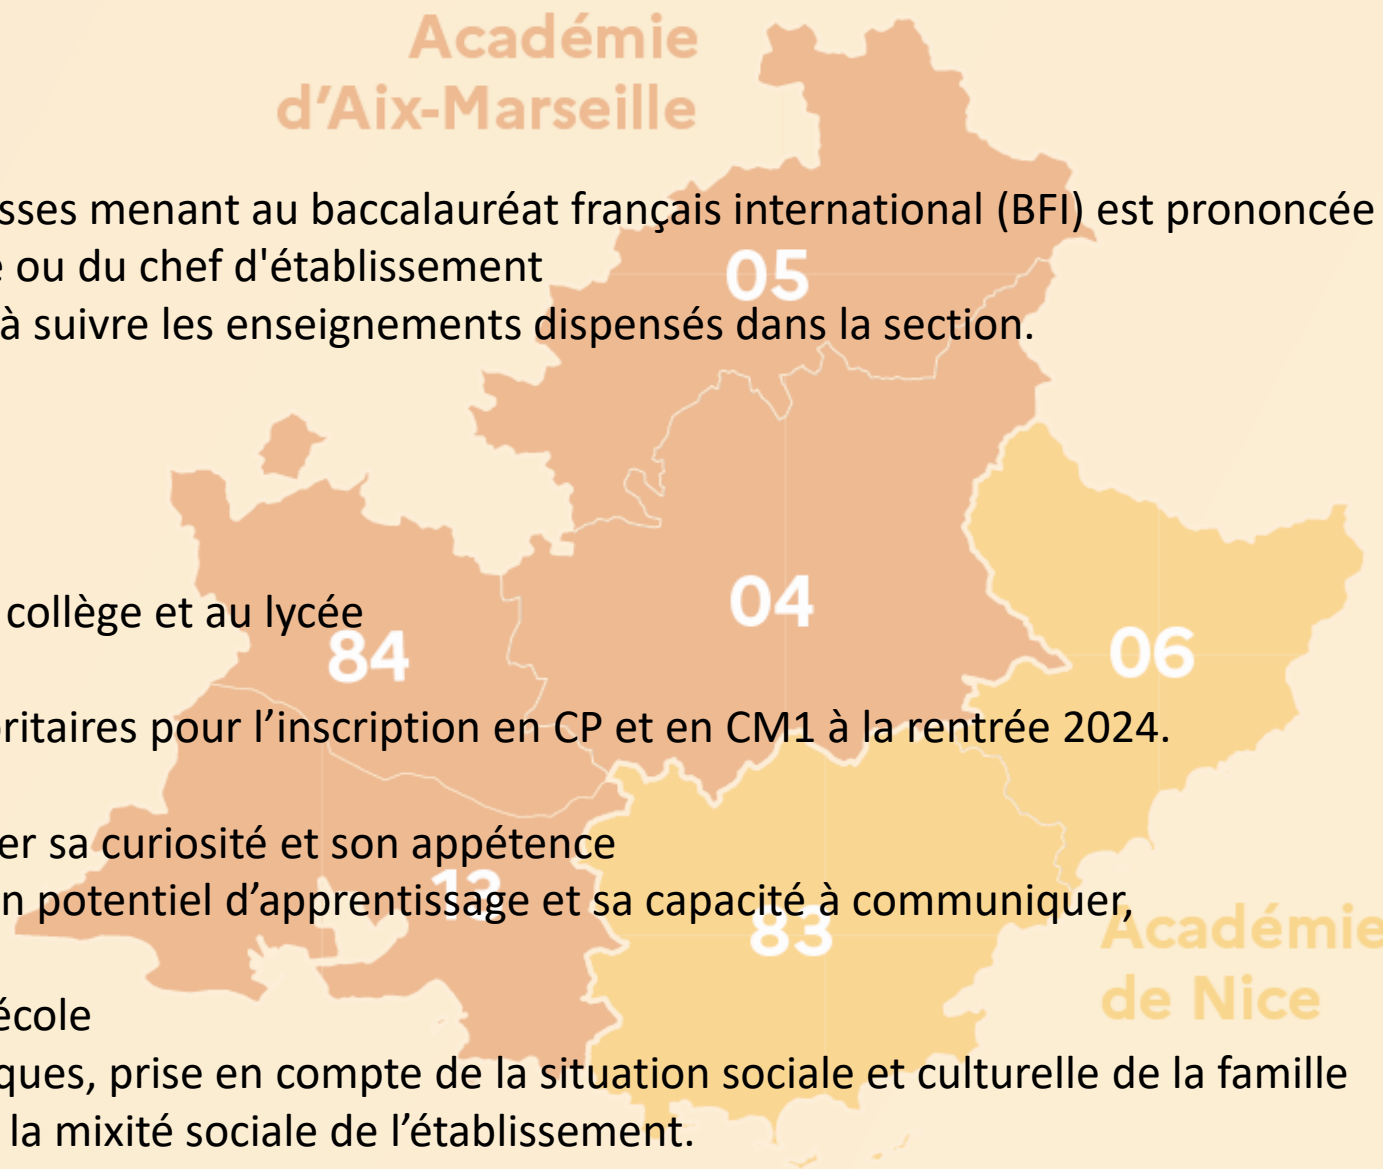 Académie
d'Aix-Marseille
sses menant au baccalauréat français international (BFI) est prononcée
e ou du chef d'établissement
05
à suivre les enseignements dispensés dans la section.
04
collège et au lycée
84
06
ritaires pour l’inscription en CP et en CM1 à la rentrée 2024.
er sa curiosité et son appétence
13
n potentiel d’apprentissage et sa capacité à communiquer,
83
Académie
de Nice
école
ques, prise en compte de la situation sociale et culturelle de la famille
la mixité sociale de l’établissement.